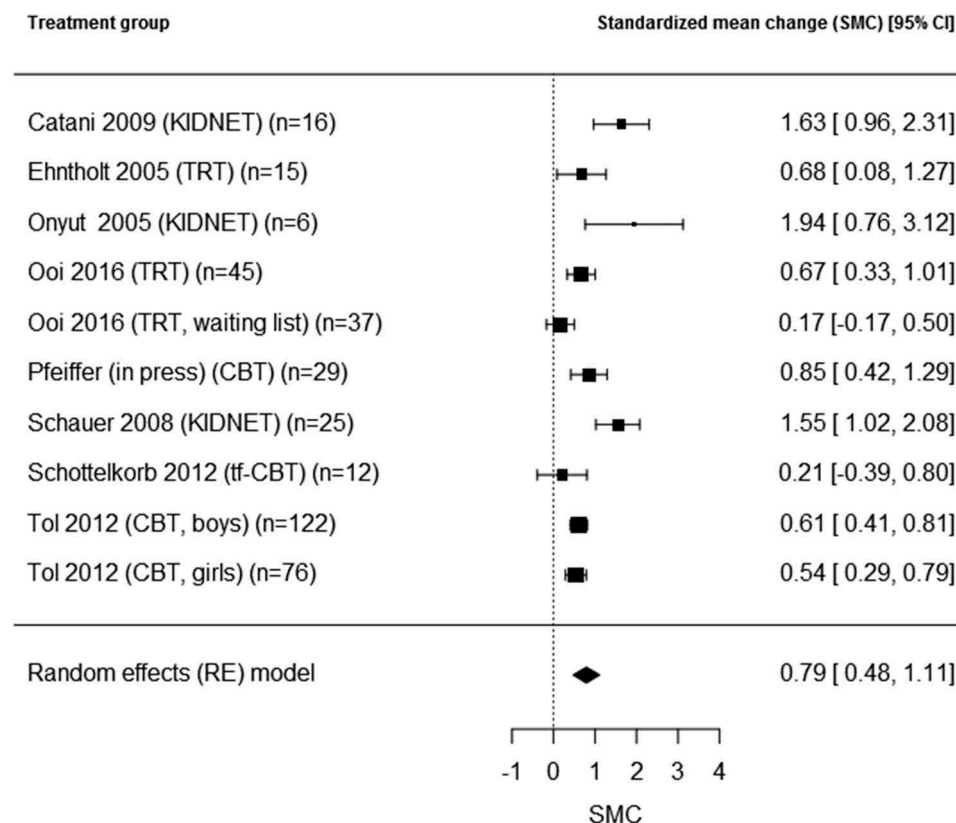 Treatment group Standardized mean change (SMC) [95% CI]
Catani 2009 (KIDNET) (n=16) 1.63 [ 0.96, 2.31]
Ehntholt 2005 (TRT) (n=15) 0.68 [ 0.08, 1.27]
Onyut 2005 (KIDNET) (n=6) 1.94 [ 0.76, 3.12]
Ooi 2016 (TRT) (n=45) 0.67 [ 0.33, 1.01]
Ooi 2016 (TRT, waiting list) (n=37) 0.17 [-0.17, 0.50]
Pfeiffer (in press) (CBT) (n=29) 0.85 [ 0.42, 1.29]
Schauer 2008 (KIDNET) (n=25) 1.55 [ 1.02, 2.08]
Schottelkorb 2012 (tf-CBT) (n=12) 0.21 [-0.39, 0.80]
Tol 2012 (CBT, boys) (n=122) 0.61 [ 0.41, 0.81]
Tol 2012 (CBT, girls) (n=76) 0.54 [ 0.29, 0.79]
Random effects (RE) model 0.79 [ 0.48, 1.11]
-1 0 1 2 3 4
SMC